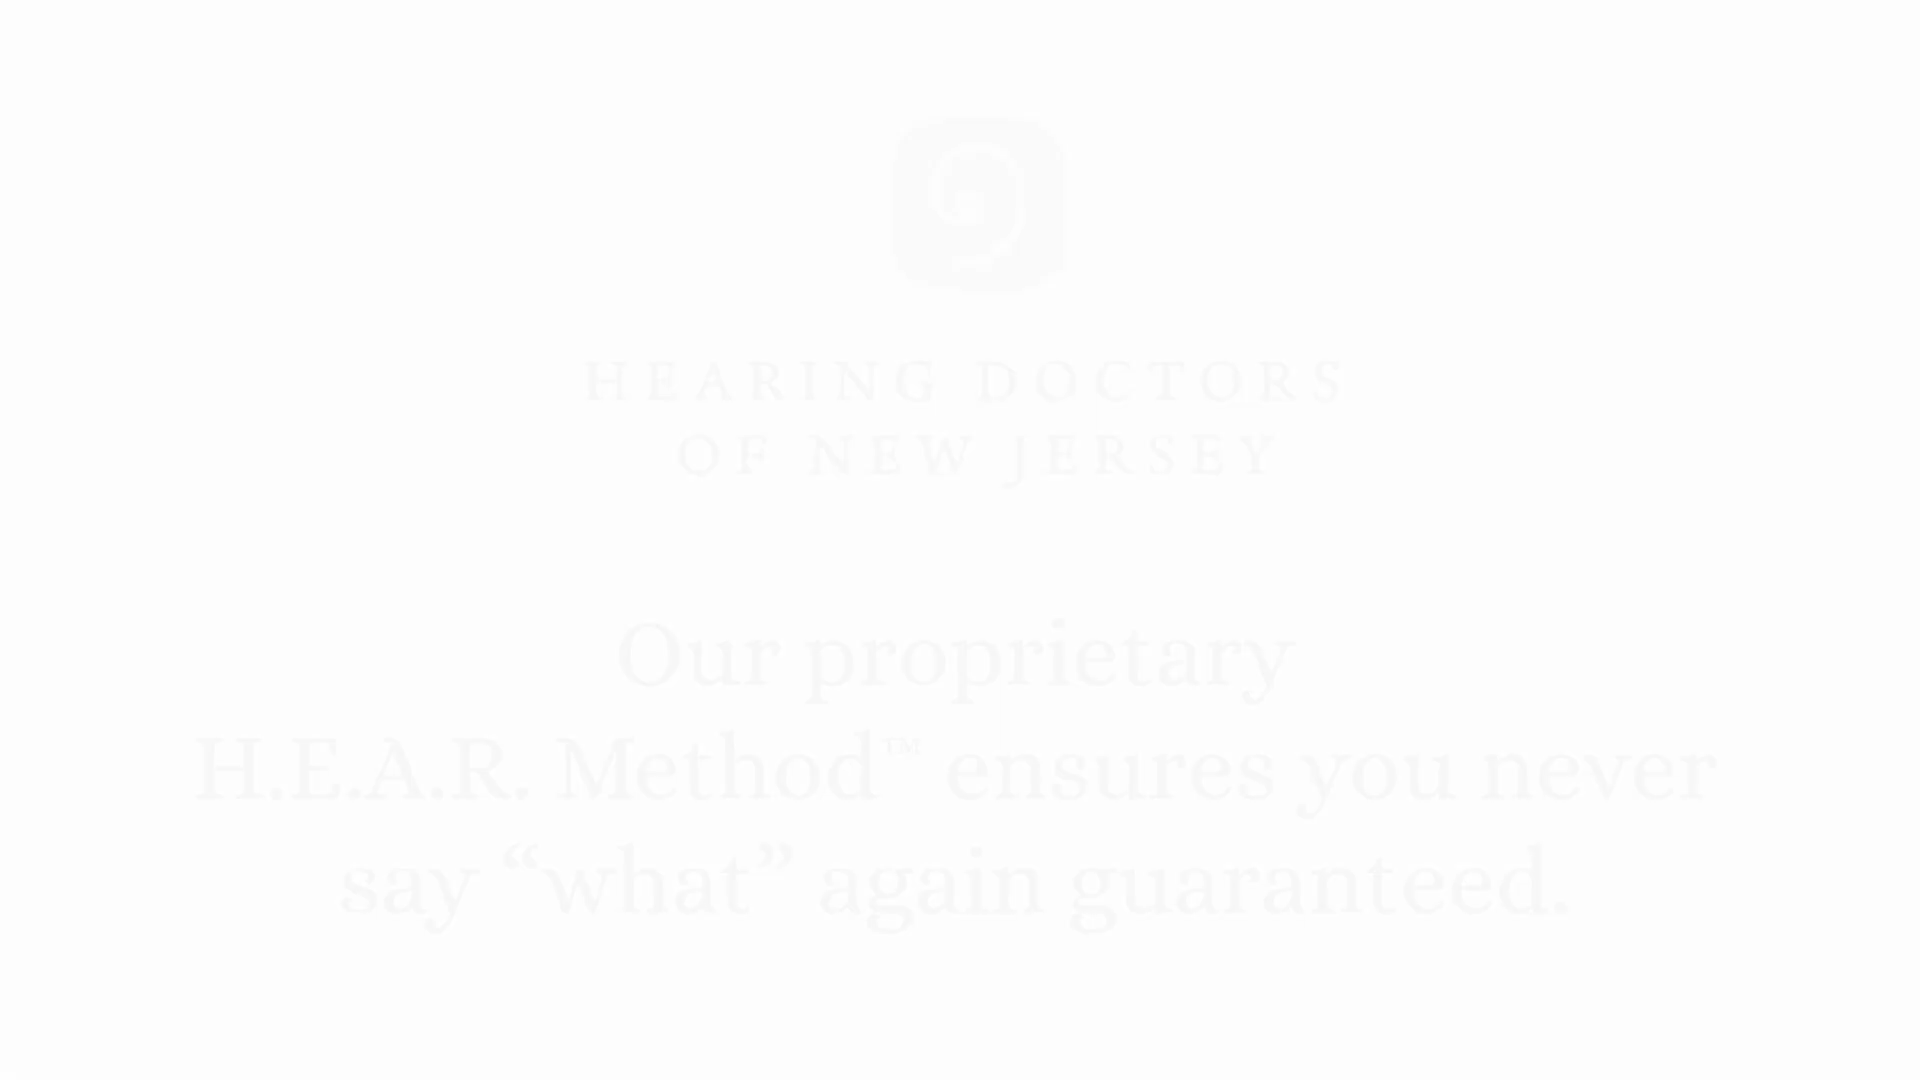 HEARING DOCTORS
OF NEW JERSEY
Our proprietary
H.E.A.R. Method™ ensures you never
say “what” again guaranteed.